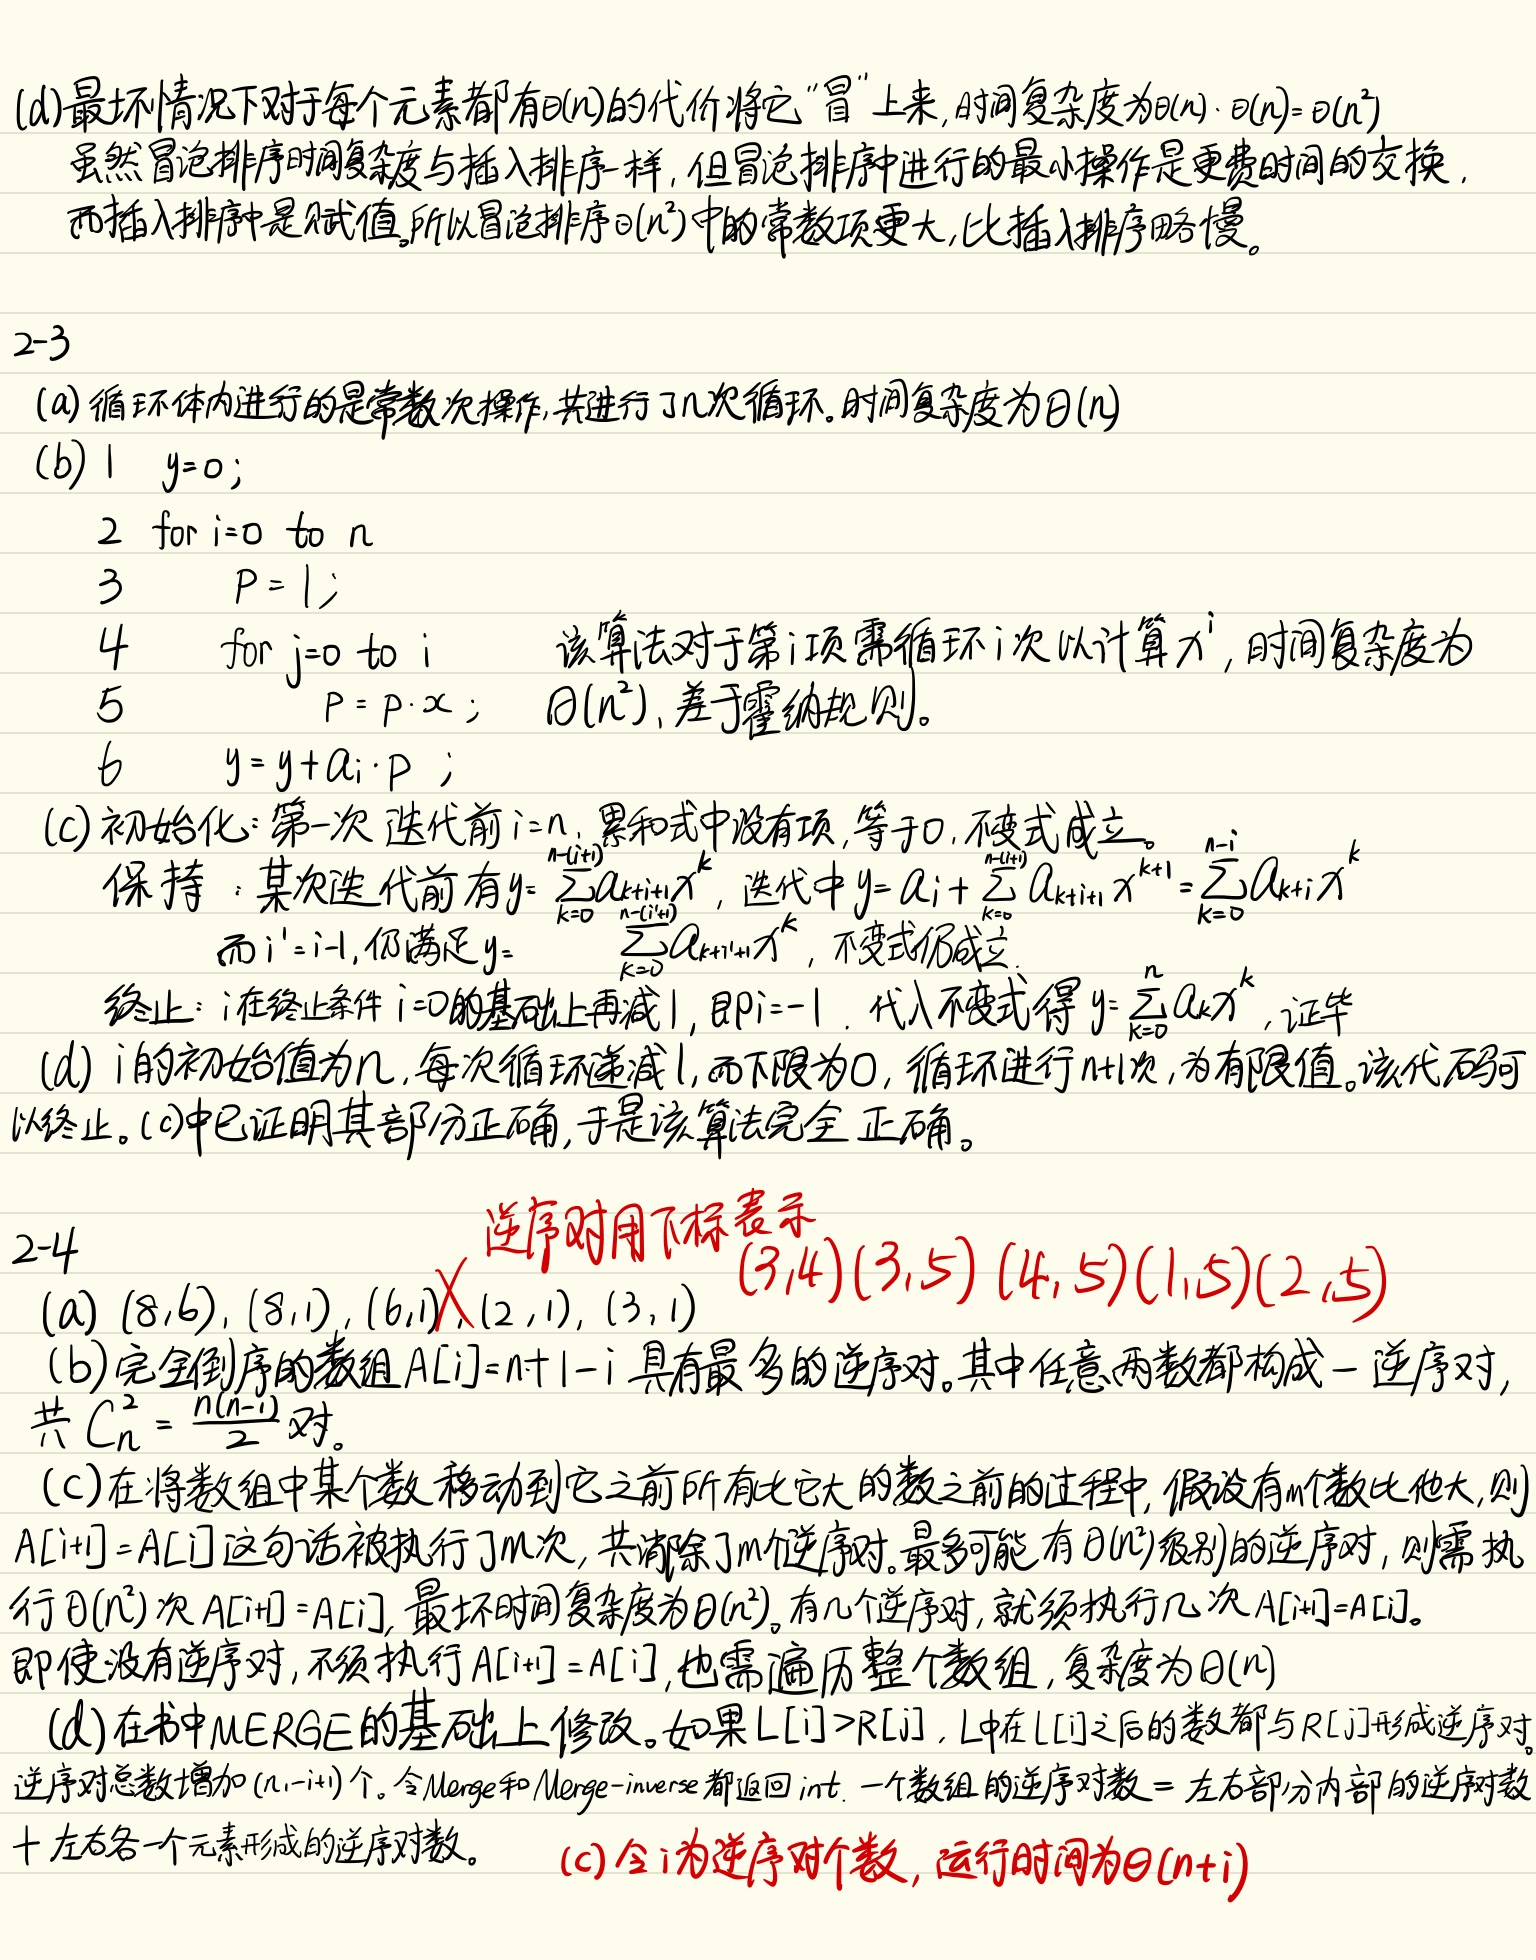 (d)最坏情况下对于每个元素都有Θ(n)的代价将它“冒”上来,时间复杂度为Θ(n)·Θ(n)=Θ(n²)
虽然冒泡排序时间复杂度与插入排序一样,但冒泡排序中进行的最小操作是更费时间的交换,
而插入排序中是赋值。所以冒泡排序Θ(n²)中的常数项更大,比插入排序略慢。
2-3
(a)循环体内进行的是常数次操作,共进行了n次循环。时间复杂度为Θ(n)
(b) 1 y=0;
2 for i=0 to n
3 P=1;
4 for j=0 to i 该算法对于第i项需循环i次以计算xⁱ,时间复杂度为
5 P=P·x; Θ(n²),差于霍纳规则。
6 y=y+aᵢ·P;
(c)初始化:第一次迭代前i=n,累和式中没有项,等于0,不变式成立。
保持:某次迭代前有y=∑_{k=0}^{n-(i+1)} a_{k+i+1}x^k,迭代中y=a_i+∑_{k=0}^{n-(i+1)} a_{k+i+1}x^{k+1}=∑_{k=0}^{n-i} a_{k+i}x^k
而i'=i-1,仍满足y=∑_{k=0}^{n-(i'+1)} a_{k+i'+1}x^k,不变式仍成立.
终止:i在终止条件i=0的基础上再减1,即i=-1.代入不变式得y=∑_{k=0}^{n} a_k x^k,证毕
(d) i的初始值为n,每次循环递减1,而下限为0,循环进行n+1次,为有限值。该代码可
以终止。(c)中已证明其部分正确,于是该算法完全正确。
逆序对用下标表示
2-4
(3,4)(3,5)(4,5)(1,5)(2,5)
(a) (8,6),(8,1),(6,1),(2,1),(3,1)
(b)完全倒序的数组A[i]=n+1-i具有最多的逆序对。其中任意两数都构成一逆序对,
共C_n^2=n(n-1)/2对。
(c)在将数组中某个数移动到它之前所有比它大的数之前的过程中,假设有m个数比他大,则
A[i+1]=A[i]这句话被执行了m次,共消除了m个逆序对。最多可能有Θ(n²)级别的逆序对,则需执
行Θ(n²)次A[i+1]=A[i],最坏时间复杂度为Θ(n²)。有几个逆序对,就须执行几次A[i+1]=A[i]。
即使没有逆序对,不须执行A[i+1]=A[i],也需遍历整个数组,复杂度为Θ(n)
(d)在书中MERGE的基础上修改。如果L[i]>R[j],L中在L[i]之后的数都与R[j]形成逆序对。
逆序对总数增加(n₁-i+1)个。令Merge和Merge-inverse都返回int.一个数组的逆序对数=左右部分内部的逆序对数
+左右各一个元素形成的逆序对数。
(c)令i为逆序对个数,运行时间为Θ(n+i)